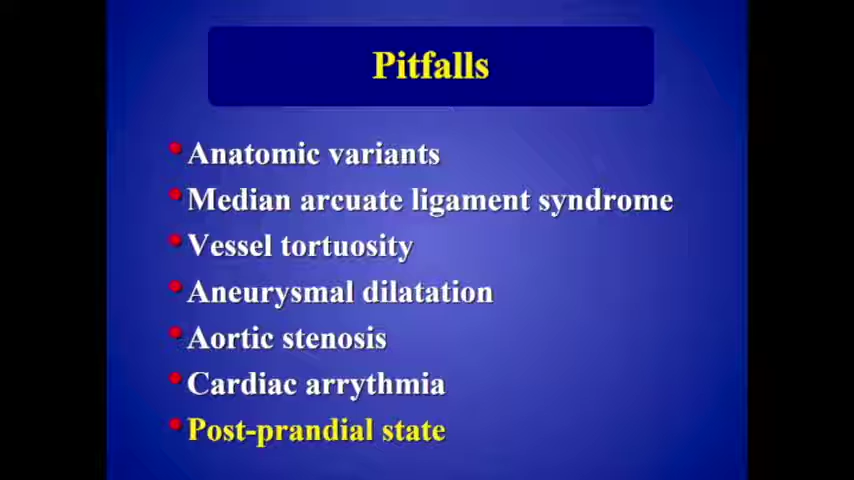 Pitfalls
Anatomic variants
Median arcuate ligament syndrome
Vessel tortuosity
Aneurysmal dilatation
Aortic stenosis
Cardiac arrythmia
Post-prandial state